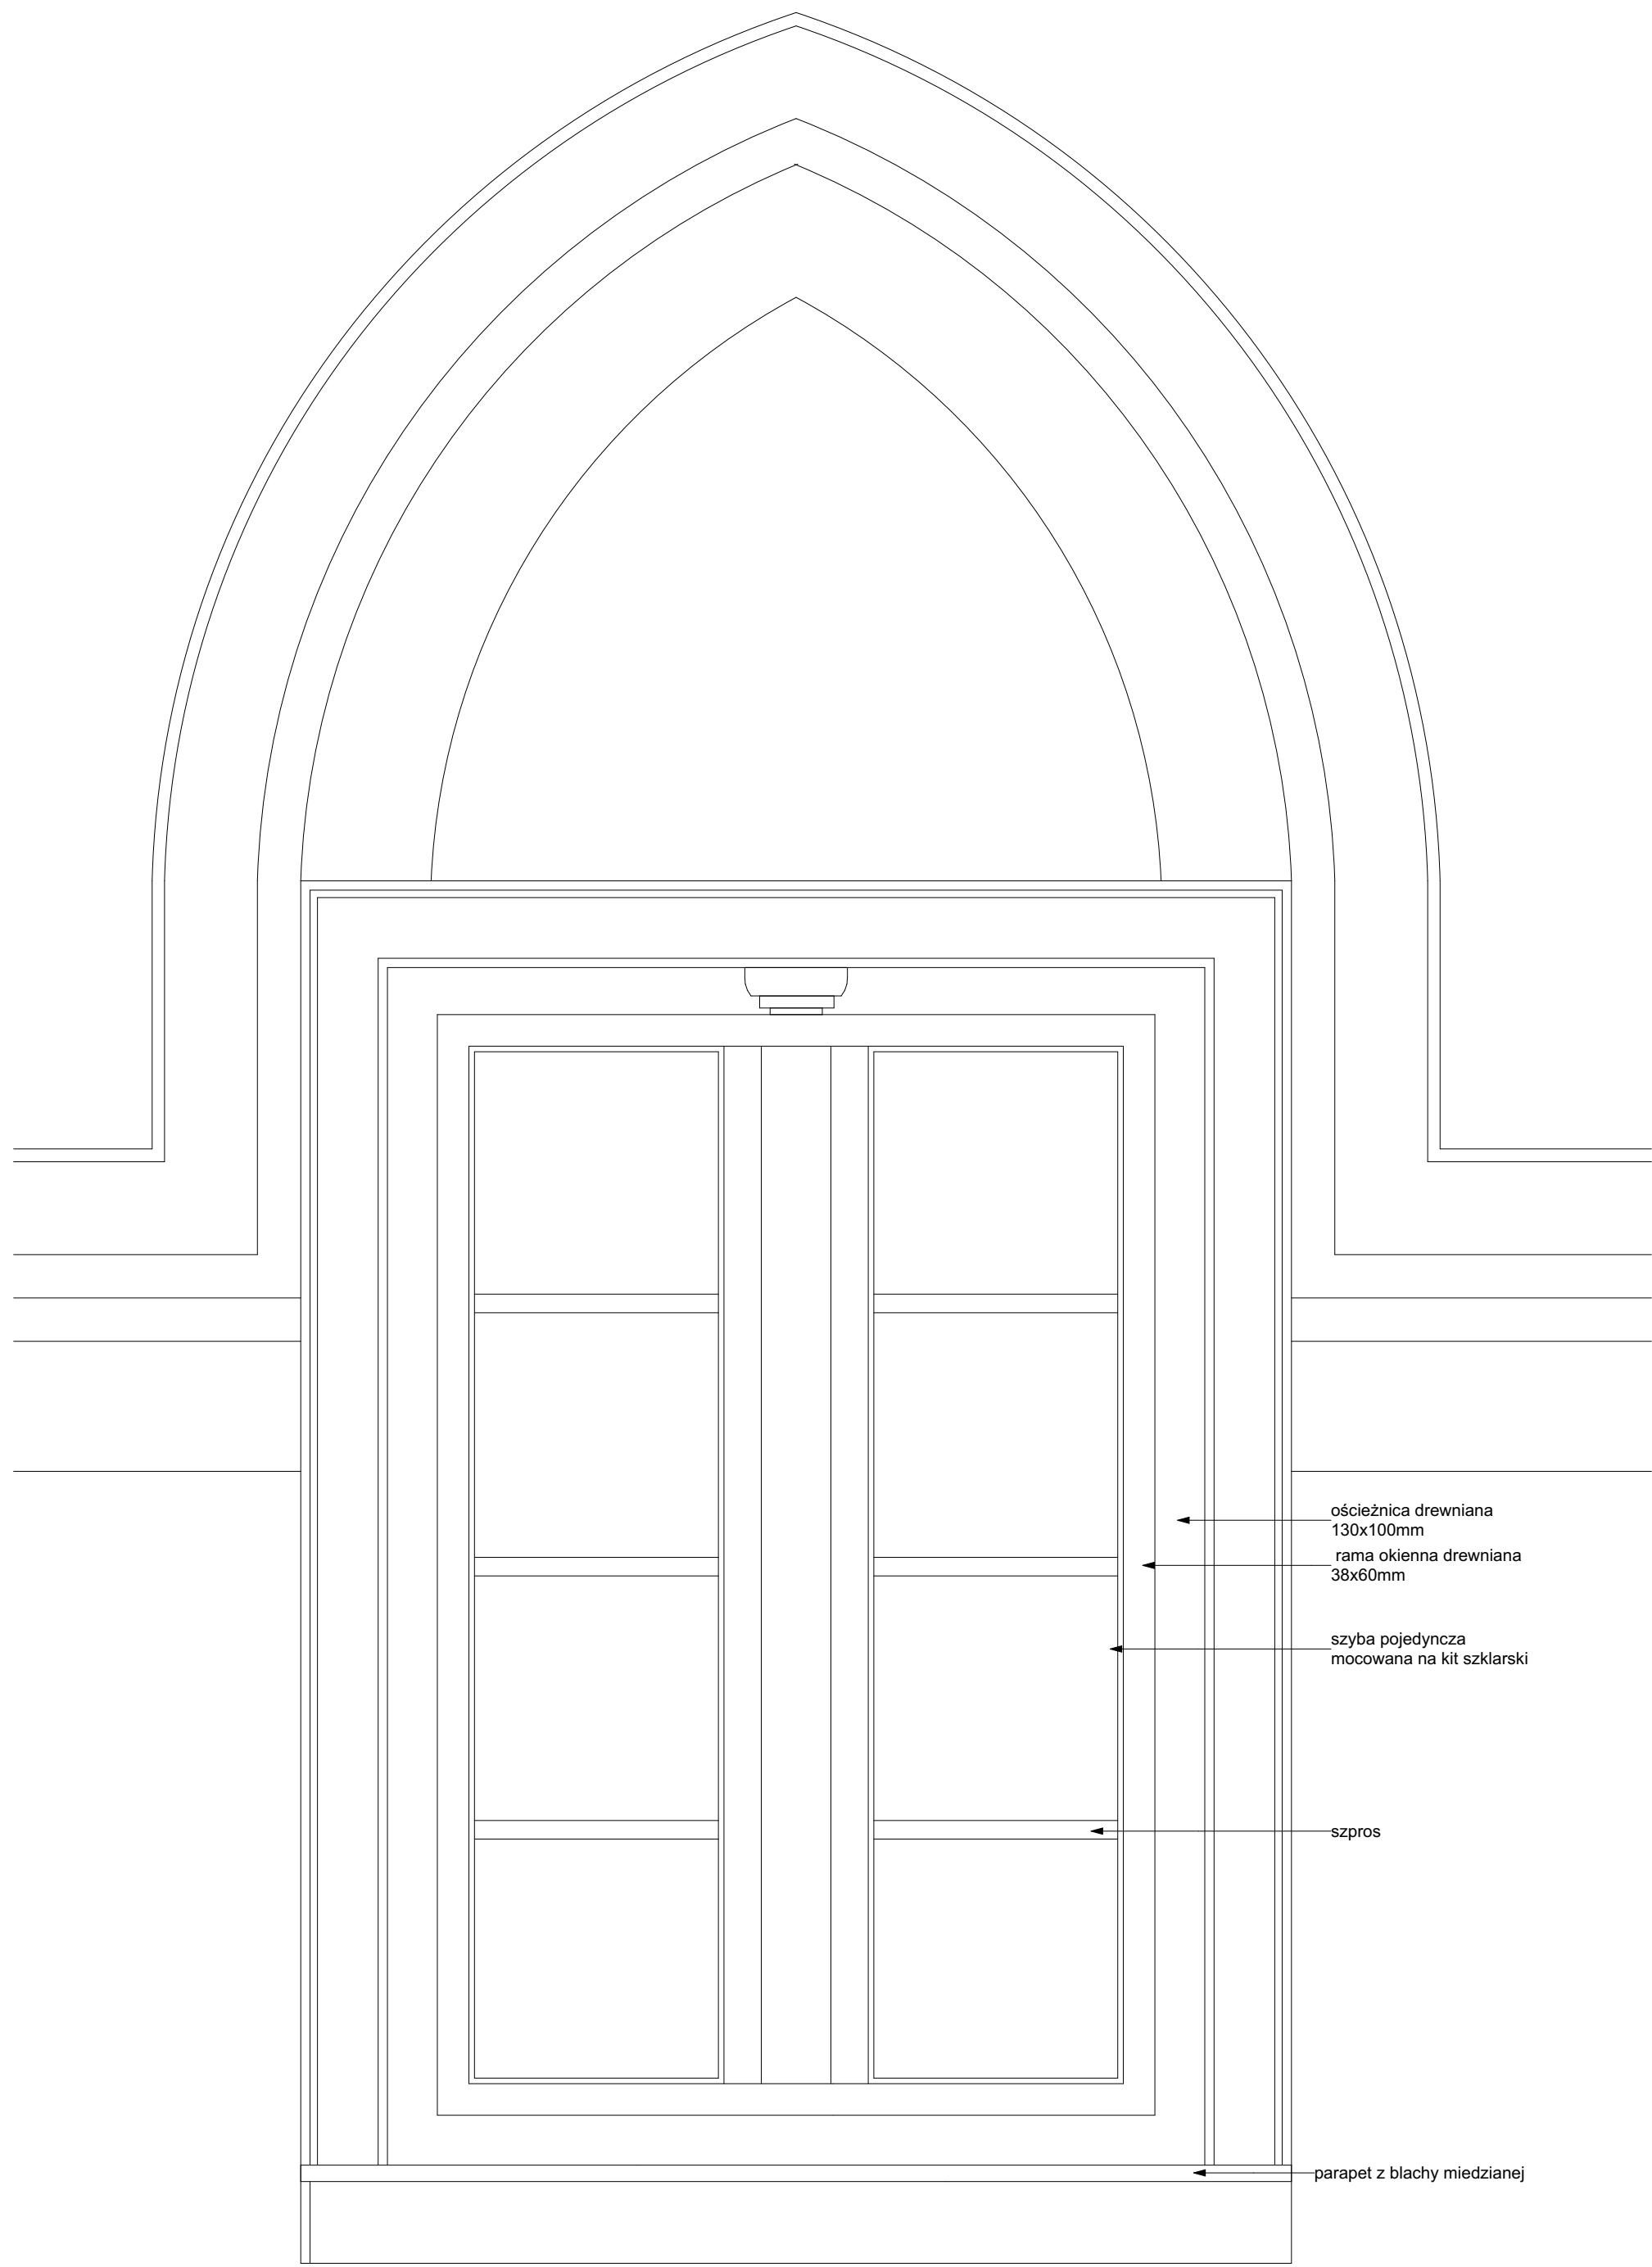 ościeżnica drewniana
130x100mm
rama okienna drewniana
38x60mm
szyba pojedyncza
mocowana na kit szklarski
szpros
parapet z blachy miedzianej